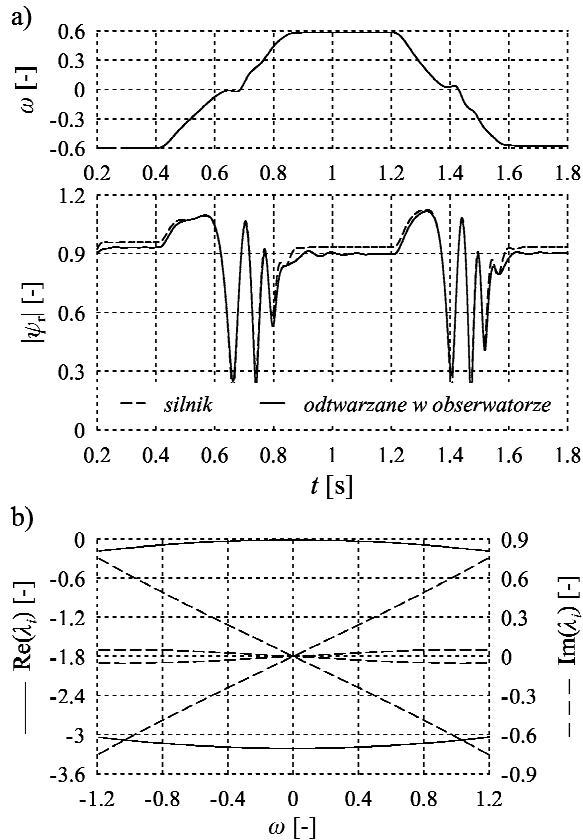 a)
0.6
0.3
0
-0.3
-0.6
ω [-]
0.2 0.4 0.6 0.8 1 1.2 1.4 1.6 1.8
1.2
0.9
0.6
0.3
0
|ψr| [-]
silnik odtwarzane w obserwatorze
0.2 0.4 0.6 0.8 1 1.2 1.4 1.6 1.8
t [s]
b)
0
-0.6
-1.2
-1.8
-2.4
-3
-3.6
Re(λi) [-]
0.9
0.6
0.3
0
-0.3
-0.6
-0.9
Im(λi) [-]
-1.2 -0.8 -0.4 0 0.4 0.8 1.2
ω [-]